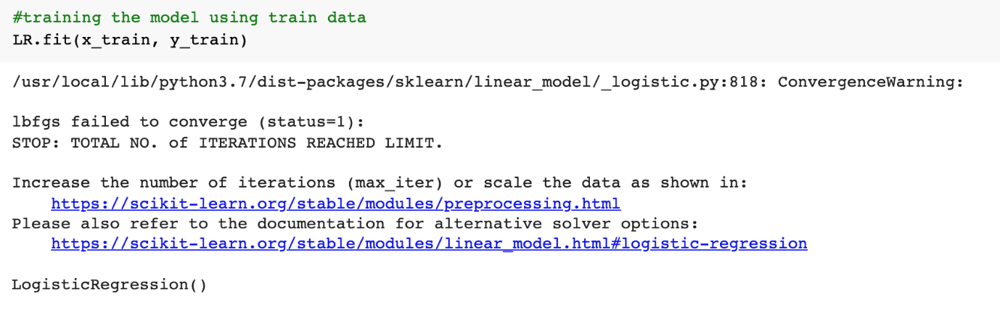 #training the model using train data
LR.fit(x_train, y_train)
/usr/local/lib/python3.7/dist-packages/sklearn/linear_model/_logistic.py:818: ConvergenceWarning:
lbfgs failed to converge (status=1):
STOP: TOTAL NO. of ITERATIONS REACHED LIMIT.
Increase the number of iterations (max_iter) or scale the data as shown in:
https://scikit-learn.org/stable/modules/preprocessing.html
Please also refer to the documentation for alternative solver options:
https://scikit-learn.org/stable/modules/linear_model.html#logistic-regression
LogisticRegression()